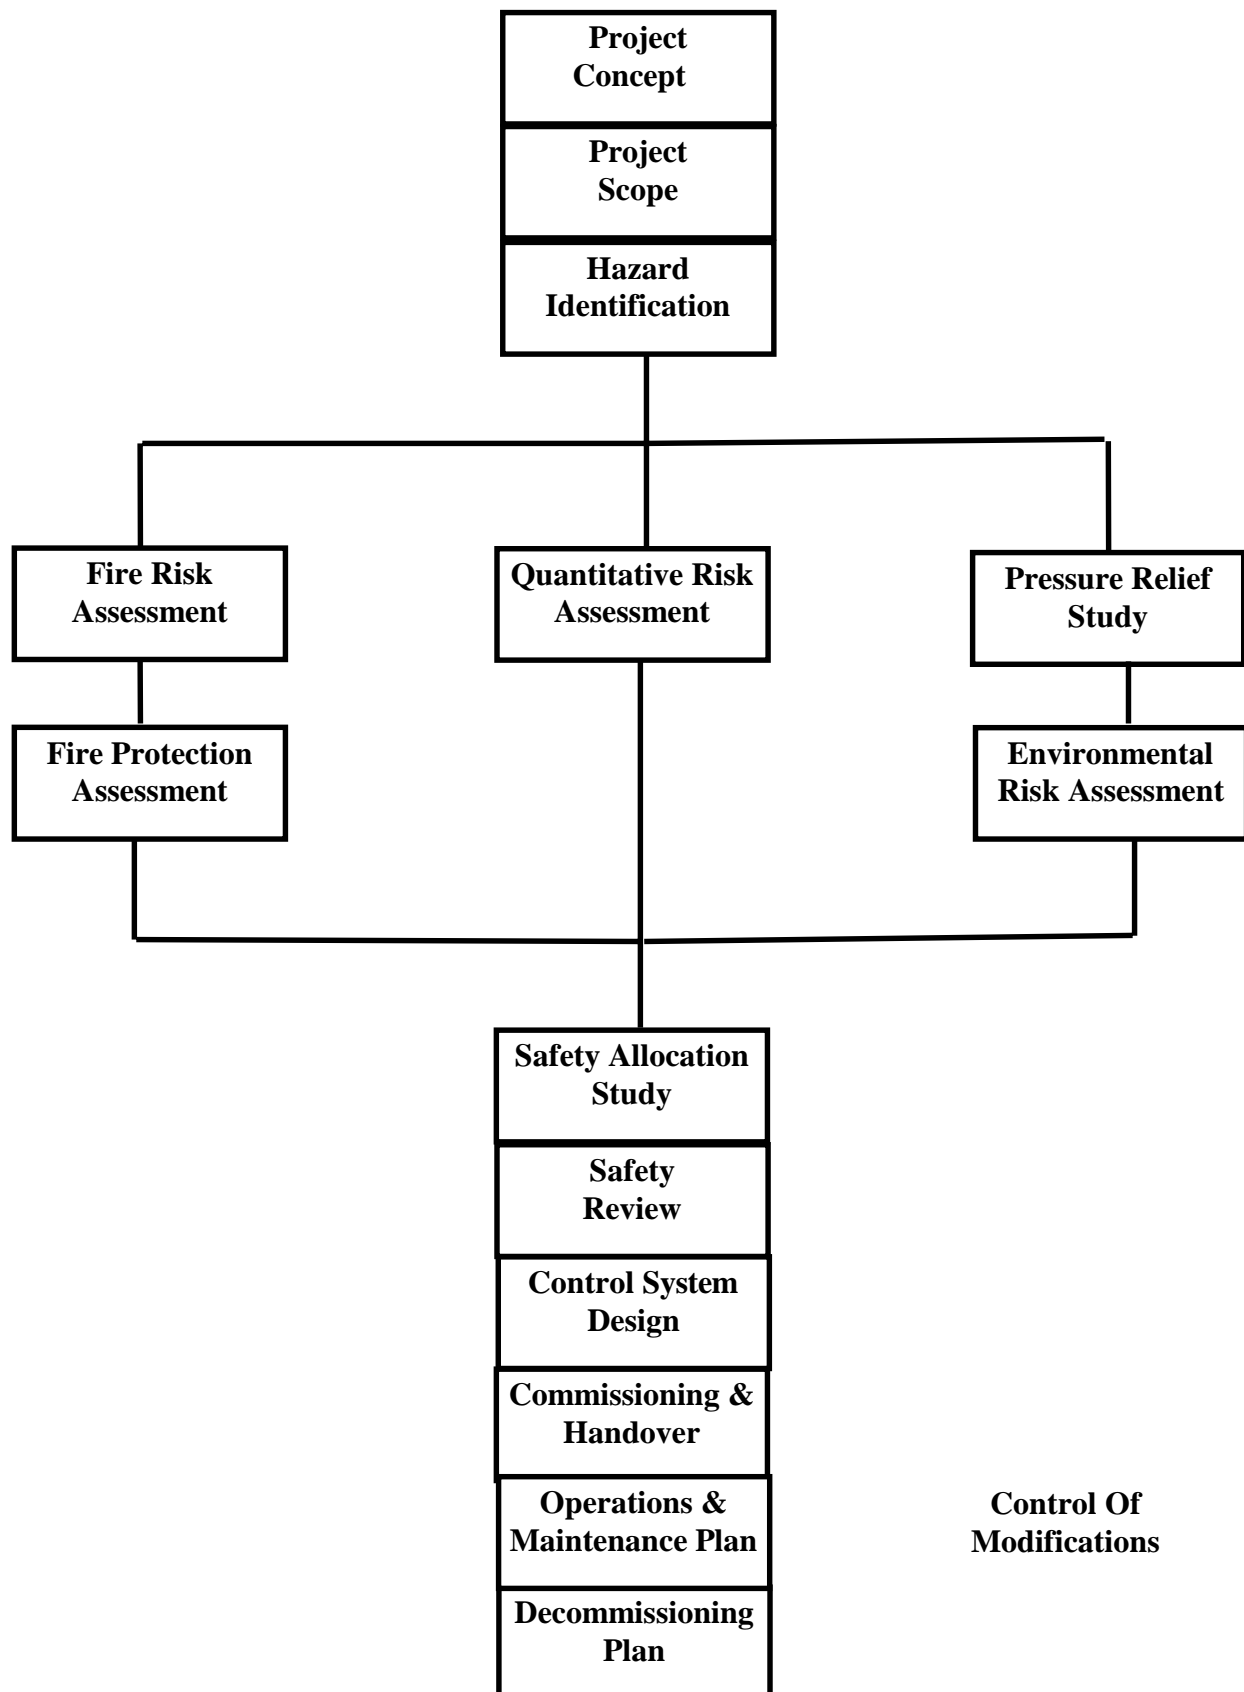 Project
Concept
Project
Scope
Hazard
Identification
Fire Risk
Assessment
Quantitative Risk
Assessment
Pressure Relief
Study
Fire Protection
Assessment
Environmental
Risk Assessment
Safety Allocation
Study
Safety
Review
Control System
Design
Commissioning &
Handover
Operations &
Maintenance Plan
Control Of
Modifications
Decommissioning
Plan